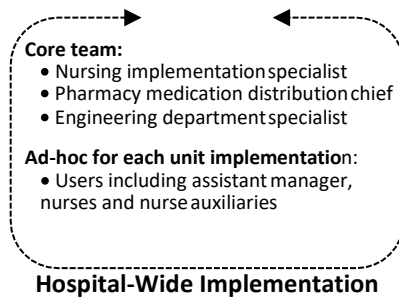 Core team:
• Nursing implementation specialist
• Pharmacy medication distribution chief
• Engineering department specialist
Ad-hoc for each unit implementation:
• Users including assistant manager,
nurses and nurse auxiliaries
Hospital-Wide Implementation